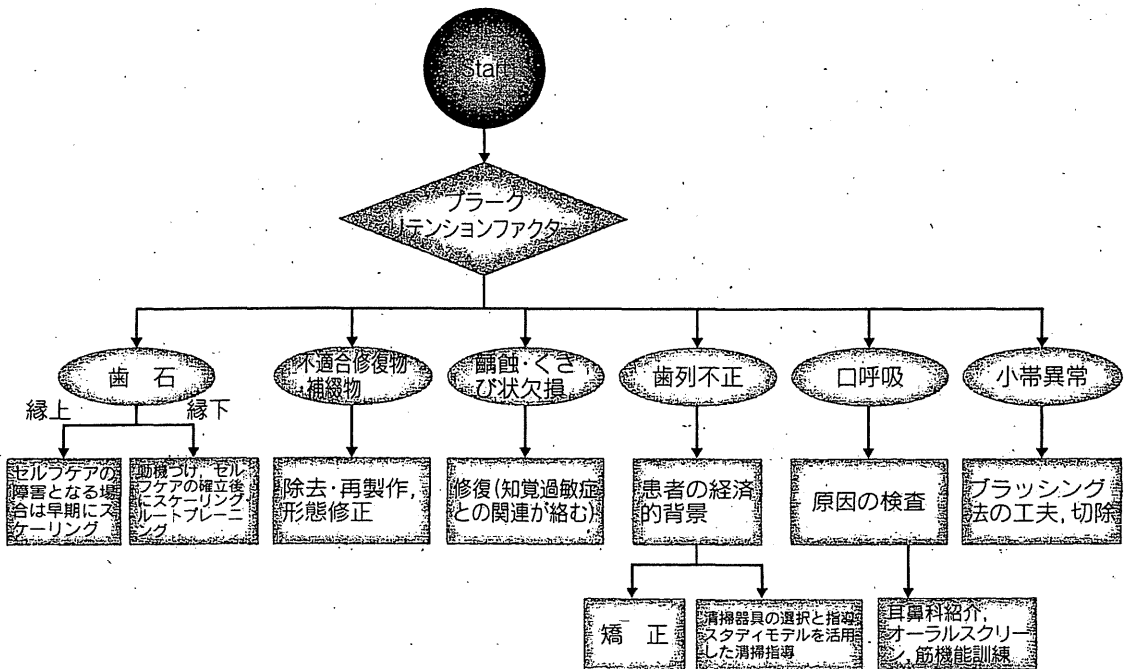 start
プラーク
リテンションファクター
歯 石
不適合修復物
・補綴物
齲蝕・くさ
び状欠損
歯列不正
口呼吸
小帯異常
縁上
縁下
セルフケアの
障害となる場
合は早期にス
ケーリング
動機づけ，セル
フケアの確立後
にスケーリング・
ルートプレーニ
ング
除去・再製作，
形態修正
修復(知覚過敏症
との関連が絡む)
患者の経済
的背景
原因の検査
ブラッシング
法の工夫，切除
矯 正
清掃器具の選択と指導
スタディモデルを活用
した清掃指導
耳鼻科紹介，
オーラルスクリー
ン，筋機能訓練